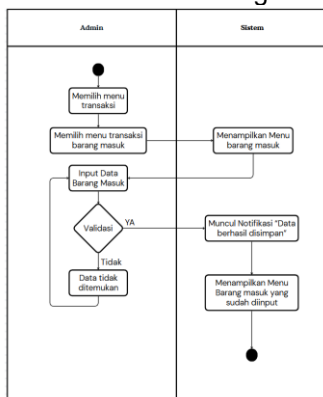 Admin
Sistem
Memilih menu
transaksi
Memilih menu transaksi
barang masuk
Menampilkan Menu
barang masuk
Input Data
Barang Masuk
Validasi
YA
Muncul Notifikasi "Data
berhasil disimpan"
Tidak
Data tidak
ditemukan
Menampilkan Menu
Barang masuk yang
sudah diinput